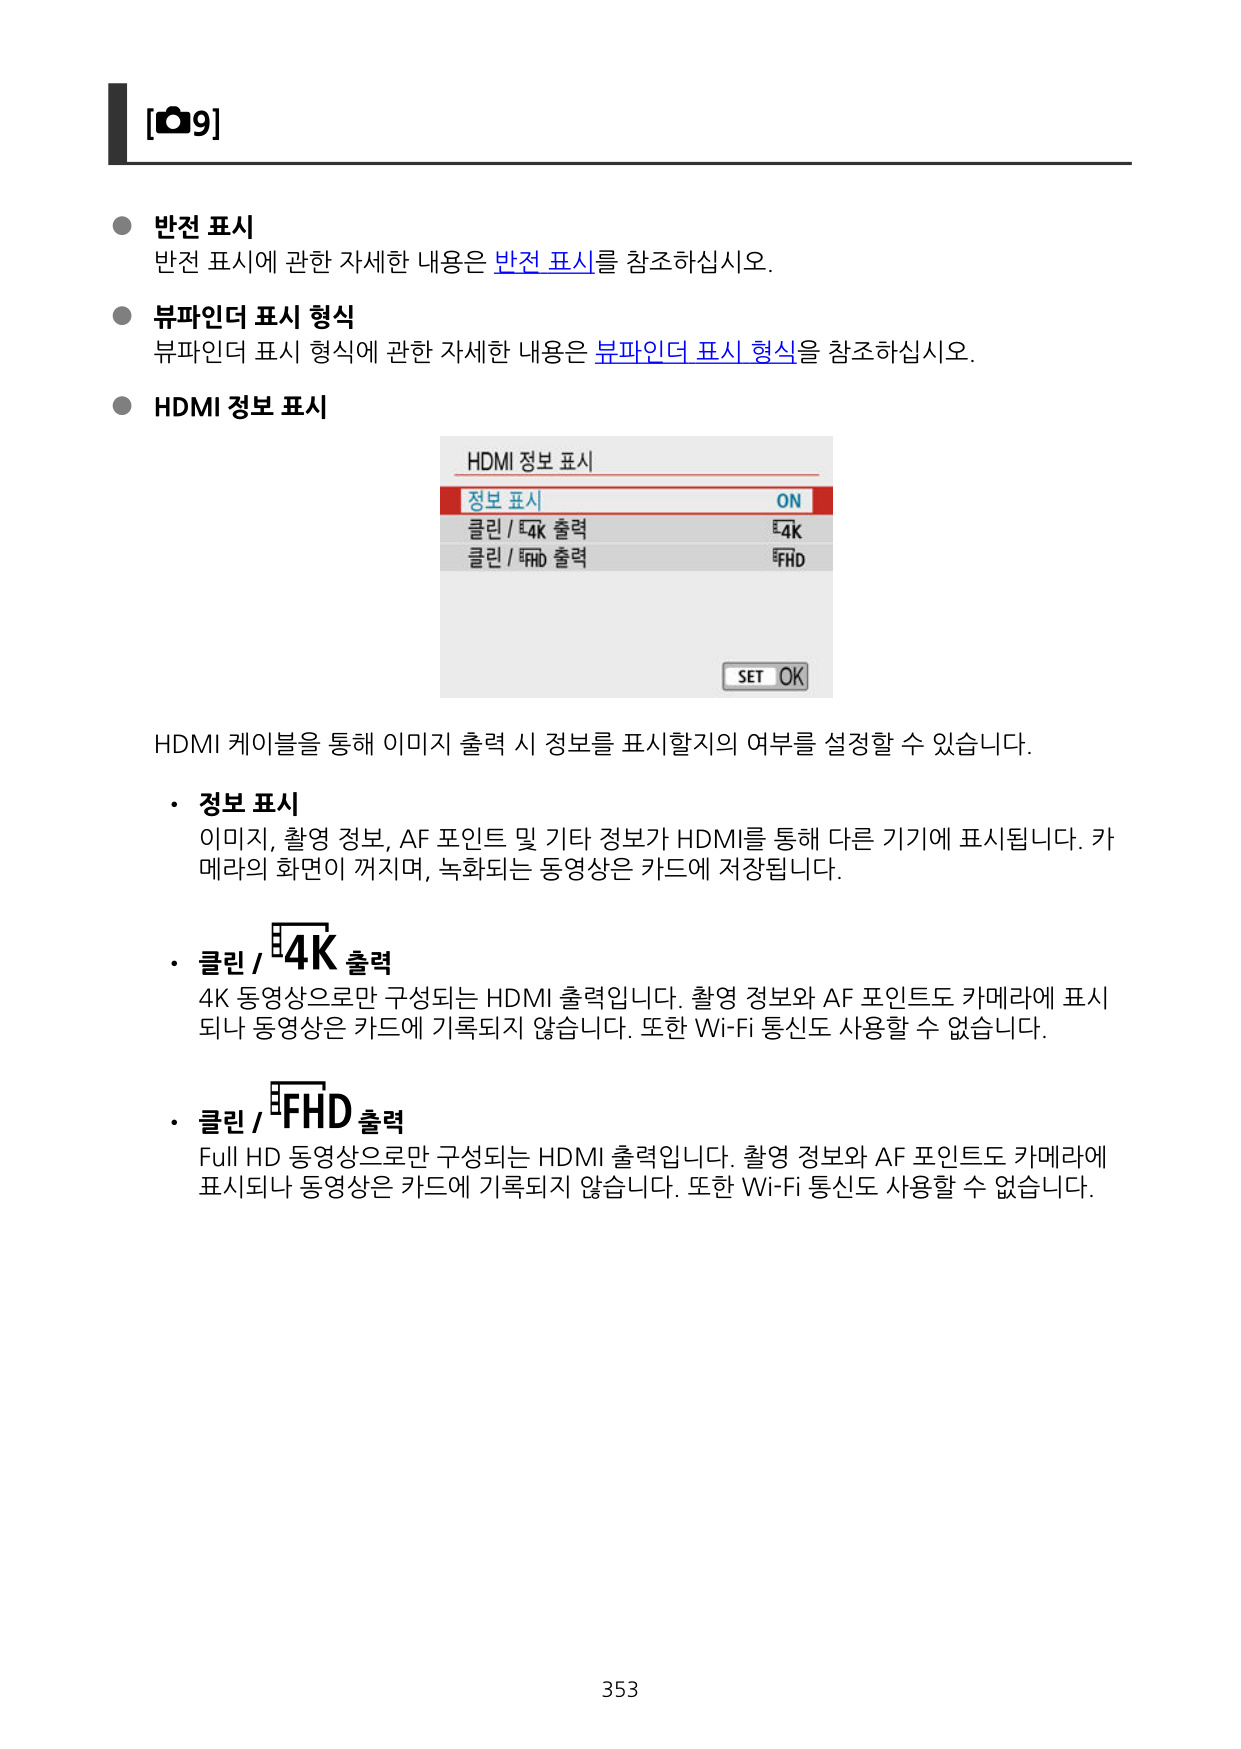 [9]
반전 표시
반전 표시에 관한 자세한 내용은 반전 표시를 참조하십시오.
뷰파인더 표시 형식
뷰파인더 표시 형식에 관한 자세한 내용은 뷰파인더 표시 형식을 참조하십시오.
HDMI 정보 표시
HDMI 정보 표시
정보 표시 ON
클린 / 4K 출력 4K
클린 / FHD 출력 FHD
SET OK
HDMI 케이블을 통해 이미지 출력 시 정보를 표시할지의 여부를 설정할 수 있습니다.
• 정보 표시
이미지, 촬영 정보, AF 포인트 및 기타 정보가 HDMI를 통해 다른 기기에 표시됩니다. 카
메라의 화면이 꺼지며, 녹화되는 동영상은 카드에 저장됩니다.
• 클린 / 4K 출력
4K 동영상으로만 구성되는 HDMI 출력입니다. 촬영 정보와 AF 포인트도 카메라에 표시
되나 동영상은 카드에 기록되지 않습니다. 또한 Wi-Fi 통신도 사용할 수 없습니다.
• 클린 / FHD 출력
Full HD 동영상으로만 구성되는 HDMI 출력입니다. 촬영 정보와 AF 포인트도 카메라에
표시되나 동영상은 카드에 기록되지 않습니다. 또한 Wi-Fi 통신도 사용할 수 없습니다.
353